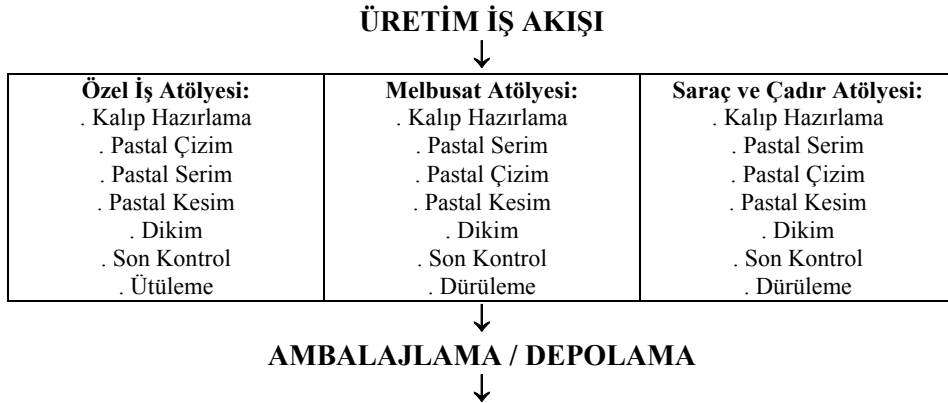 ÜRETİM İŞ AKIŞI
↓
Özel İş Atölyesi:
. Kalıp Hazırlama
. Pastal Çizim
. Pastal Serim
. Pastal Kesim
. Dikim
. Son Kontrol
. Ütüleme
Melbusat Atölyesi:
. Kalıp Hazırlama
. Pastal Serim
. Pastal Çizim
. Pastal Kesim
. Dikim
. Son Kontrol
. Dürüleme
Saraç ve Çadır Atölyesi:
. Kalıp Hazırlama
. Pastal Serim
. Pastal Çizim
. Pastal Kesim
. Dikim
. Son Kontrol
. Dürüleme
↓
AMBALAJLAMA / DEPOLAMA
↓